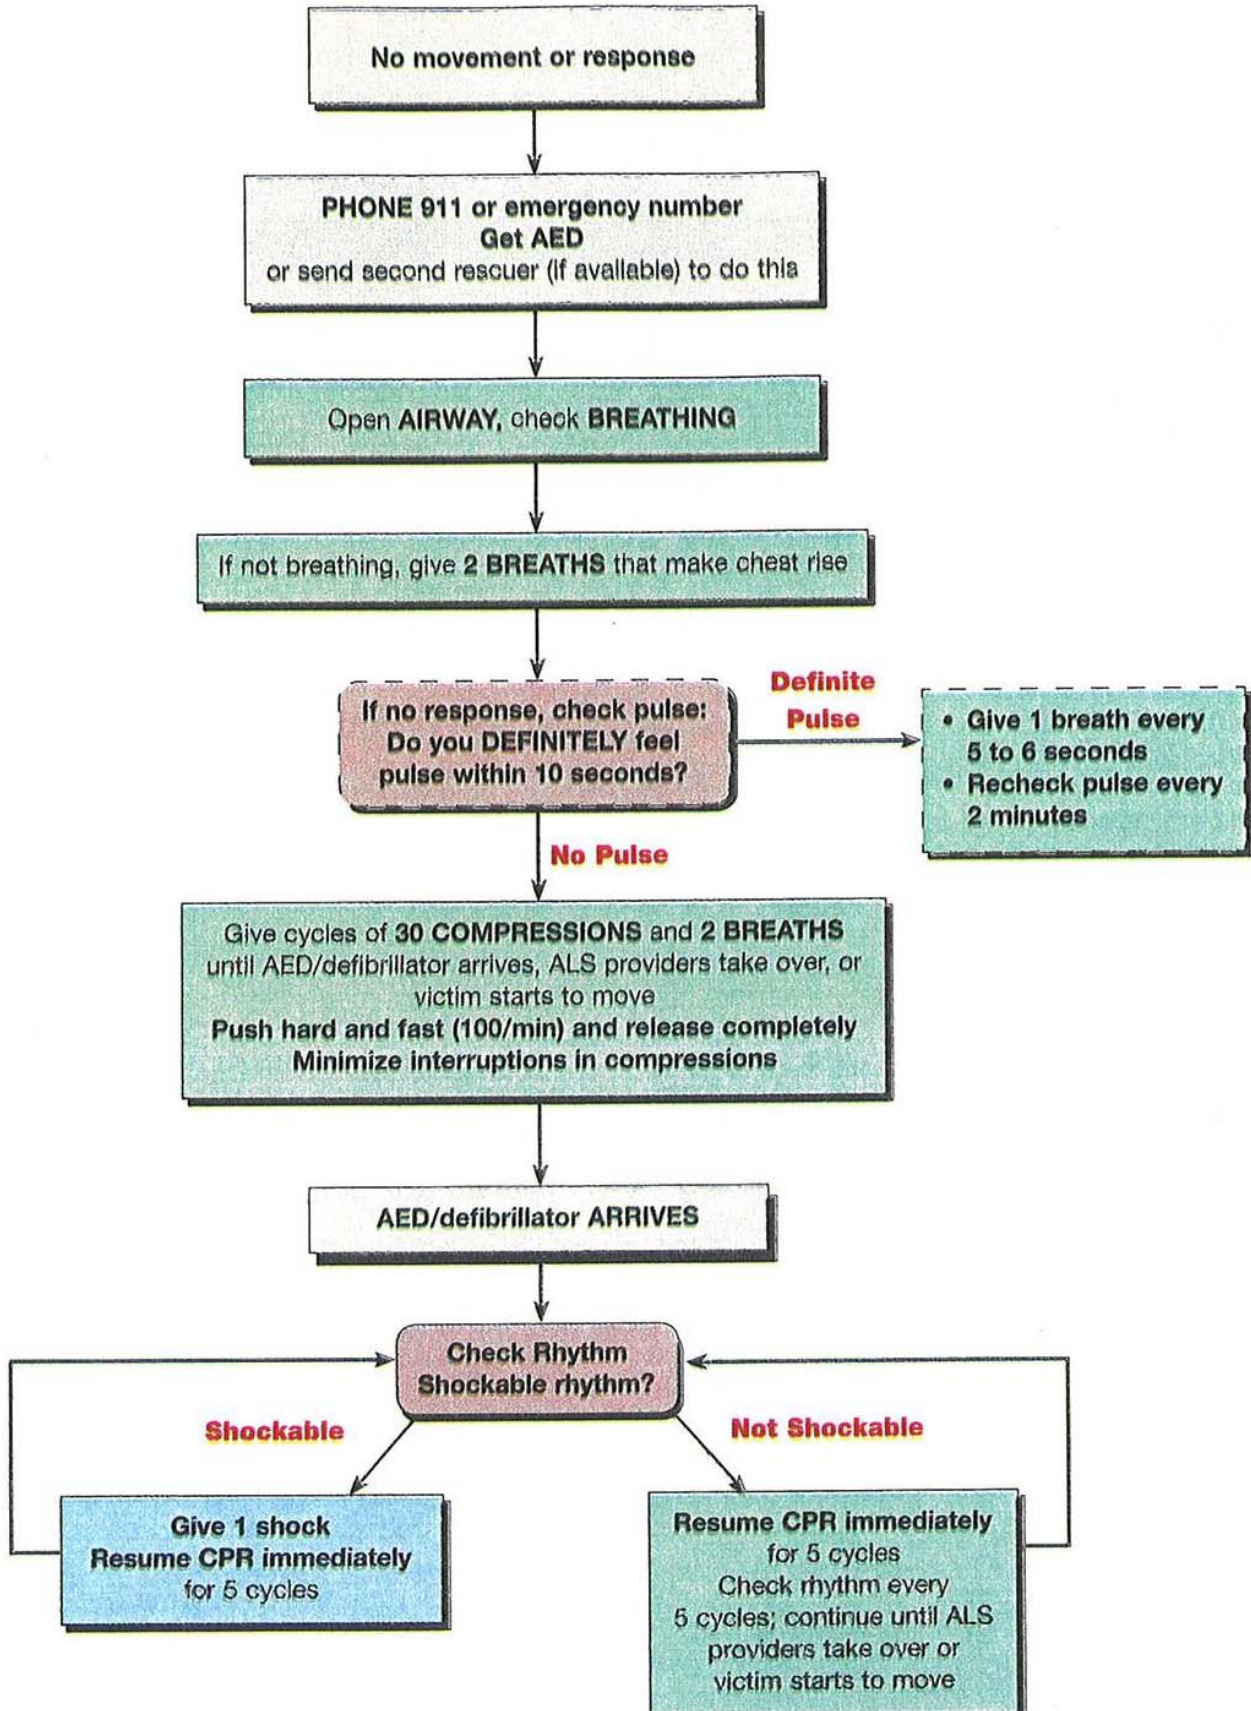 No movement or response
PHONE 911 or emergency number
Get AED
or send second rescuer (if available) to do this
Open AIRWAY, check BREATHING
If not breathing, give 2 BREATHS that make chest rise
If no response, check pulse:
Do you DEFINITELY feel
pulse within 10 seconds?
Definite
Pulse
• Give 1 breath every
5 to 6 seconds
• Recheck pulse every
2 minutes
No Pulse
Give cycles of 30 COMPRESSIONS and 2 BREATHS
until AED/defibrillator arrives, ALS providers take over, or
victim starts to move
Push hard and fast (100/min) and release completely
Minimize interruptions in compressions
AED/defibrillator ARRIVES
Check Rhythm
Shockable rhythm?
Shockable
Not Shockable
Give 1 shock
Resume CPR immediately
for 5 cycles
Resume CPR immediately
for 5 cycles
Check rhythm every
5 cycles; continue until ALS
providers take over or
victim starts to move